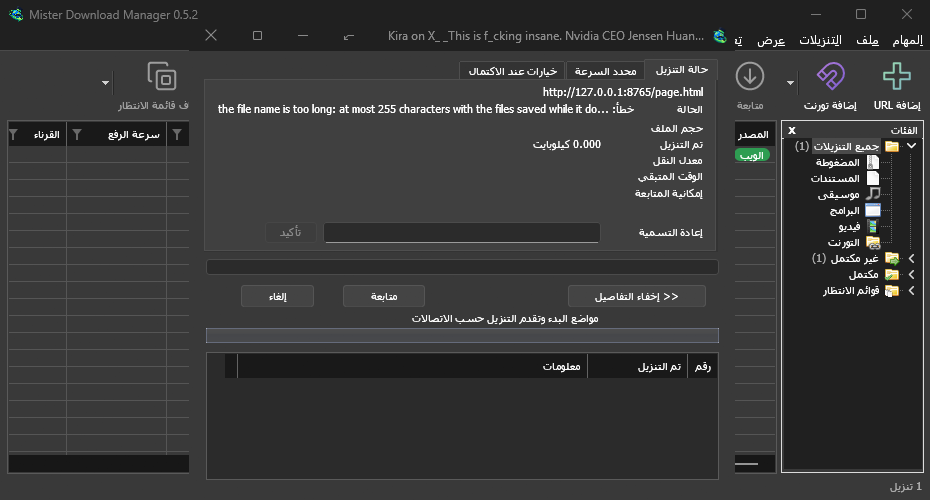 Mister Download Manager 0.5.2
Kira on X_ _This is f_cking insane. Nvidia CEO Jensen Huan...
المهام
ملف
التنزيلات
عرض
إضافة URL
إضافة تورنت
متابعة
ف قائمة الانتظار
حالة التنزيل
محدد السرعة
خيارات عند الاكتمال
http://127.0.0.1:8765/page.html
الحالة
خطأ: the file name is too long: at most 255 characters with the files saved while it do...
حجم الملف
تم التنزيل
0.000 كيلوبايت
معدل النقل
الوقت المتبقي
إمكانية المتابعة
إعادة التسمية
تأكيد
<< إخفاء التفاصيل
متابعة
إلغاء
مواضع البدء وتقدم التنزيل حسب الاتصالات
رقم
تم التنزيل
معلومات
الفئات
x
جميع التنزيلات (1)
المضغوطة
المستندات
موسيقى
البرامج
فيديو
التورنت
غير مكتمل (1)
مكتمل
قوائم الانتظار
المصدر
الويب
سرعة الرفع
القرناء
1 تنزيل